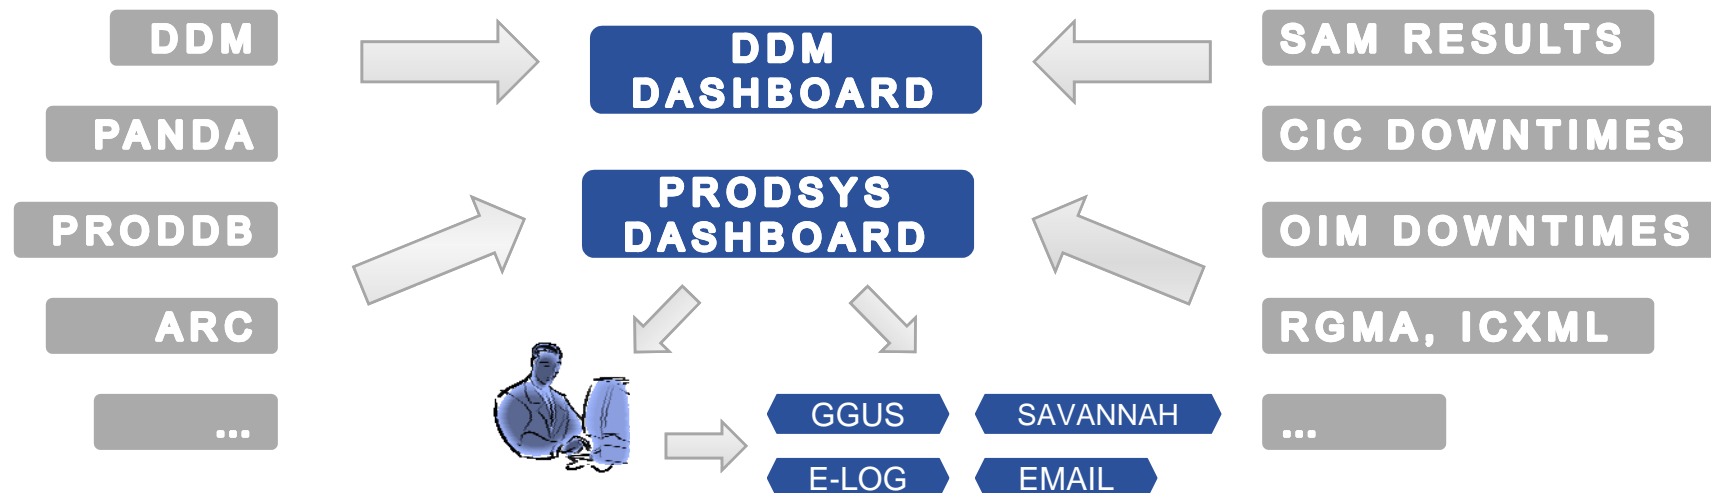 DDM
PANDA
PRODDB
ARC
...
DDM
DASHBOARD
PRODSYS
DASHBOARD
GGUS
SAVANNAH
E-LOG
EMAIL
SAM RESULTS
CIC DOWNTIMES
OIM DOWNTIMES
RGMA, ICXML
...